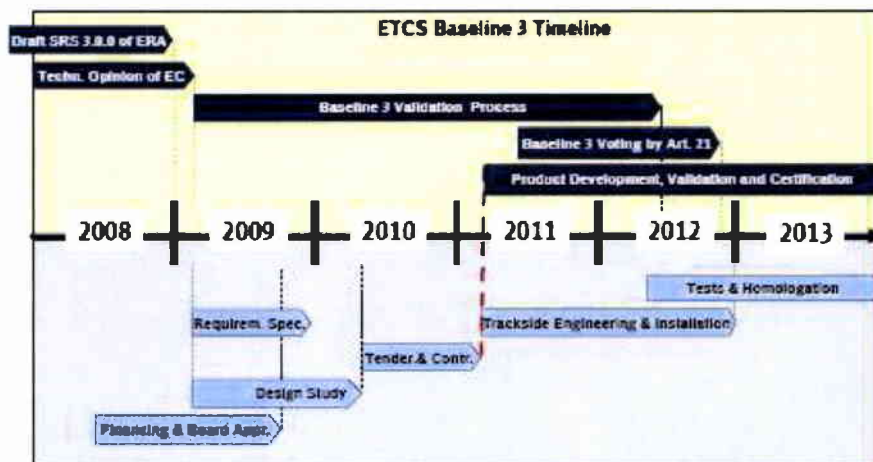 ETCS Baseline 3 Timeline
Draft SRS 3.0.0 of ERA
Techn. Opinion of EC
Baseline 3 Validation Process
Baseline 3 Voting by Art. 21
Product Development, Validation and Certification
2008 2009 2010 2011 2012 2013
Tests & Homologation
Requirem. Spec.
Trackside Engineering & Installation
Tender & Contr.
Design Study
Financing & Board Appr.